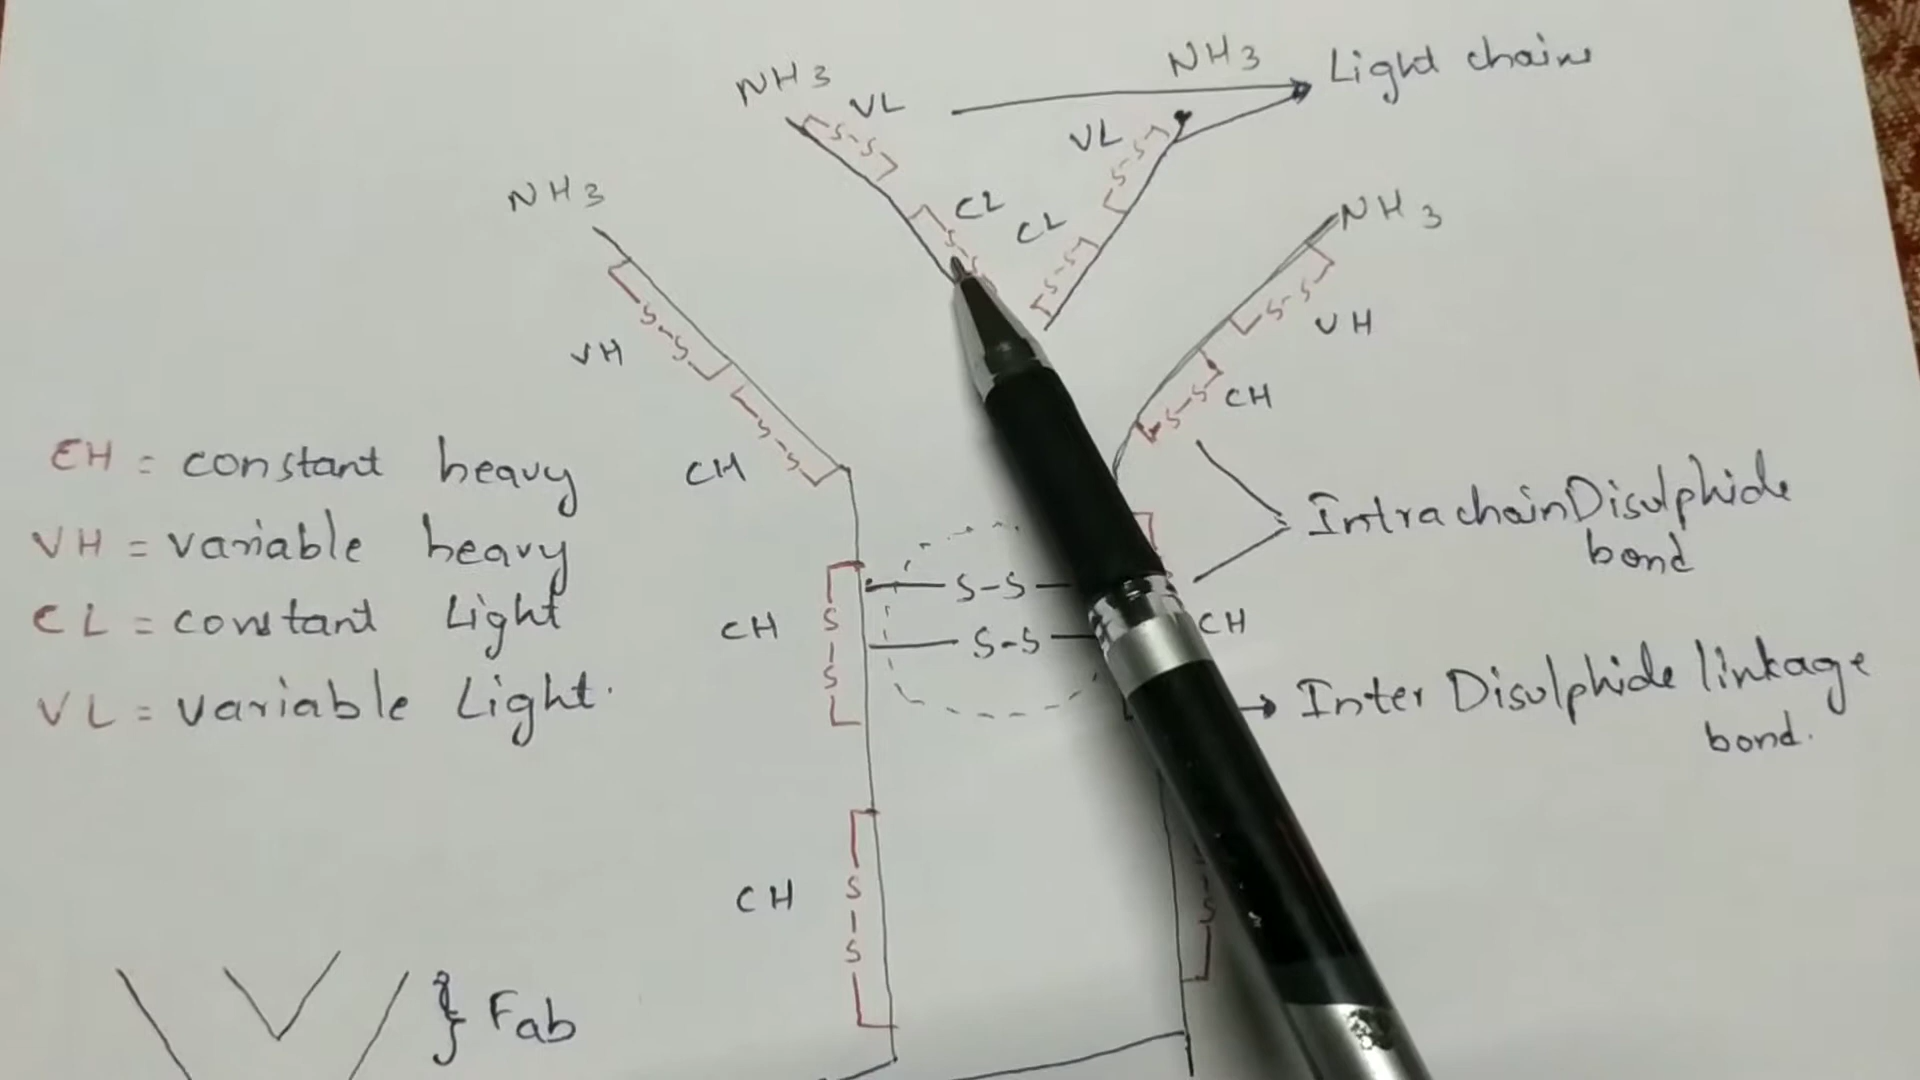 NH3
NH3
Light chain
VL
S-S
VL
S-S
NH3
CL
S-S
CL
S-S
NH3
S-S
VH
S-S
VH
S-S
CH
S-S
CH
CH = constant heavy
VH = variable heavy
CL = constant Light
VL = variable Light.
Intrachain Disulphide
bond
S-S
S-S
CH
S-S
CH
Inter Disulphide linkage
bond.
CH
S-S
S
Fab